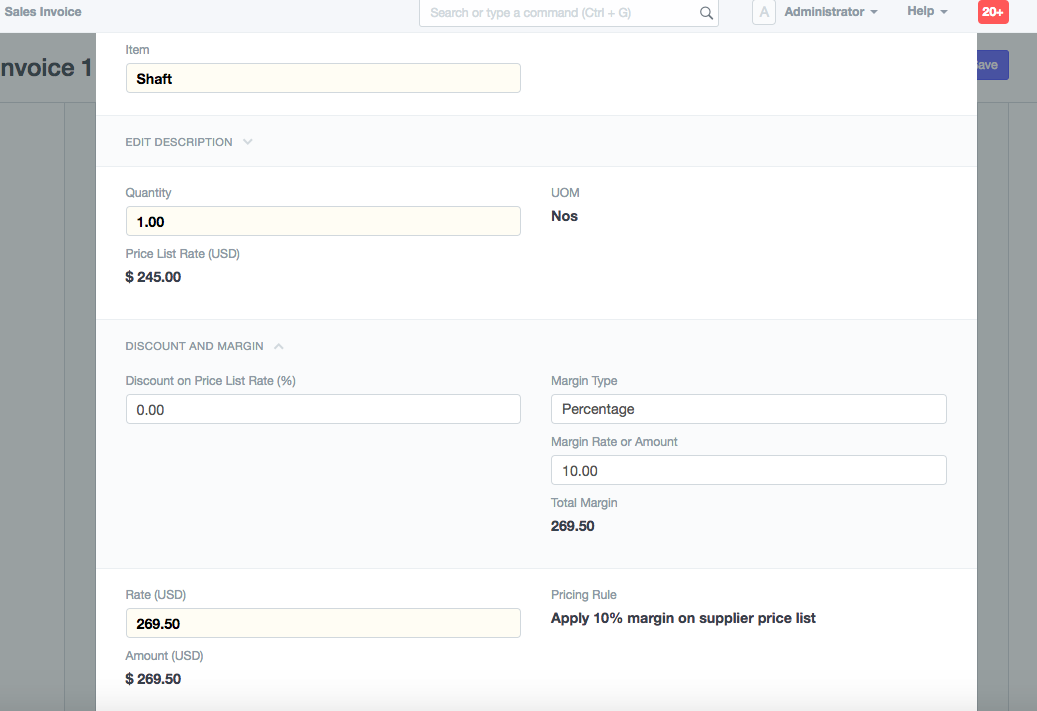 Sales Invoice
Search or type a command (Ctrl + G)
A
Administrator
Help
20+
nvoice 1
ave
Item
Shaft
EDIT DESCRIPTION
Quantity
1.00
UOM
Nos
Price List Rate (USD)
$ 245.00
DISCOUNT AND MARGIN
Discount on Price List Rate (%)
0.00
Margin Type
Percentage
Margin Rate or Amount
10.00
Total Margin
269.50
Rate (USD)
269.50
Pricing Rule
Apply 10% margin on supplier price list
Amount (USD)
$ 269.50